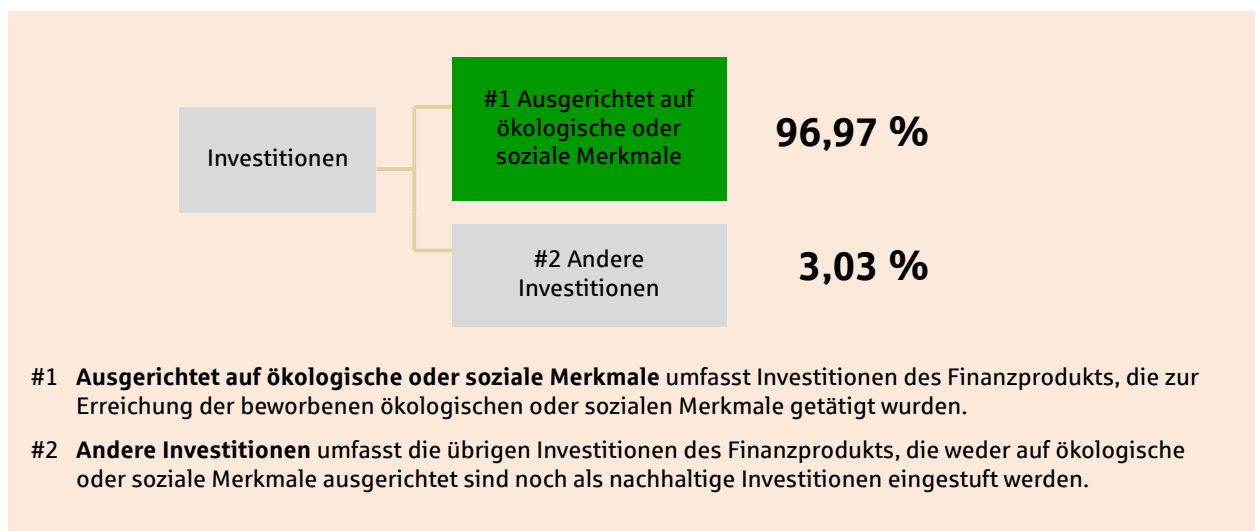 #1 Ausgerichtet auf
ökologische oder
soziale Merkmale
96,97 %
Investitionen
#2 Andere
Investitionen
3,03 %
#1 Ausgerichtet auf ökologische oder soziale Merkmale umfasst Investitionen des Finanzprodukts, die zur
Erreichung der beworbenen ökologischen oder sozialen Merkmale getätigt wurden.
#2 Andere Investitionen umfasst die übrigen Investitionen des Finanzprodukts, die weder auf ökologische
oder soziale Merkmale ausgerichtet sind noch als nachhaltige Investitionen eingestuft werden.